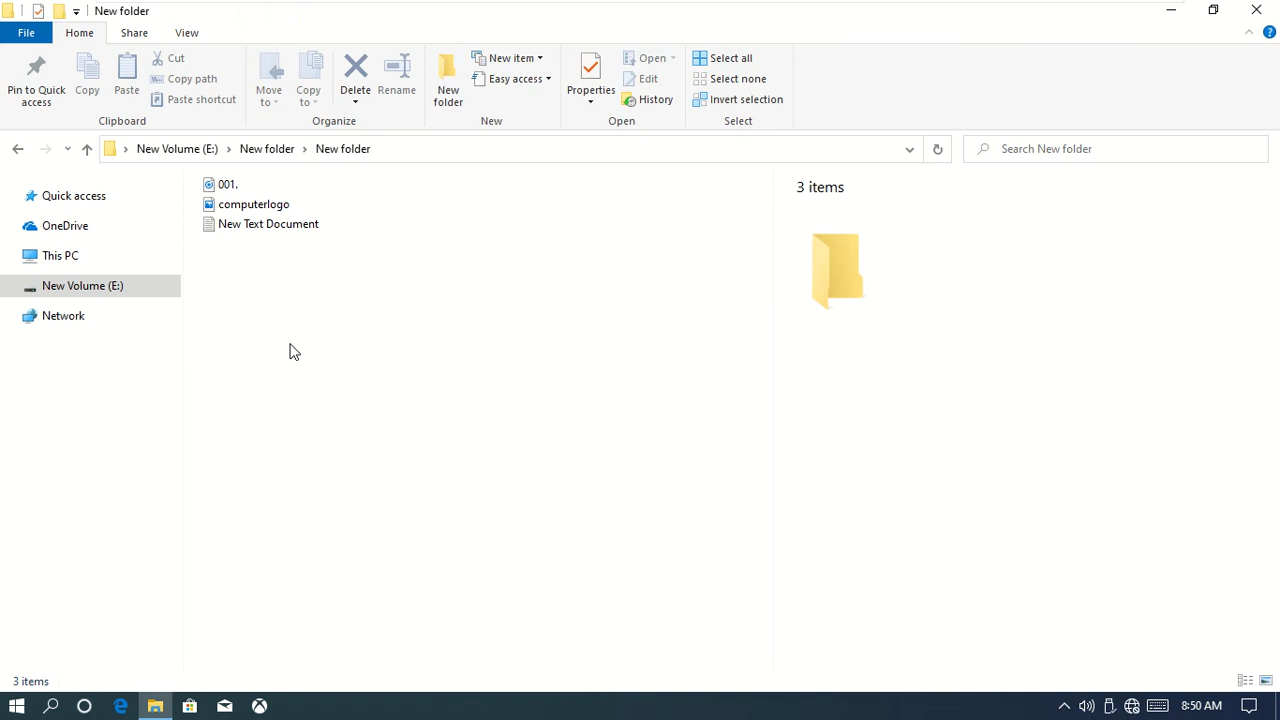 New folder
File Home Share View
Pin to Quick access
Copy
Paste
Cut
Copy path
Paste shortcut
Clipboard
Move to
Copy to
Delete
Rename
Organize
New folder
New item
Easy access
New
Properties
Open
Edit
History
Open
Select all
Select none
Invert selection
Select
New Volume (E:) New folder New folder
Search New folder
Quick access
OneDrive
This PC
New Volume (E:)
Network
001.
computerlogo
New Text Document
3 items
3 items
8:50 AM